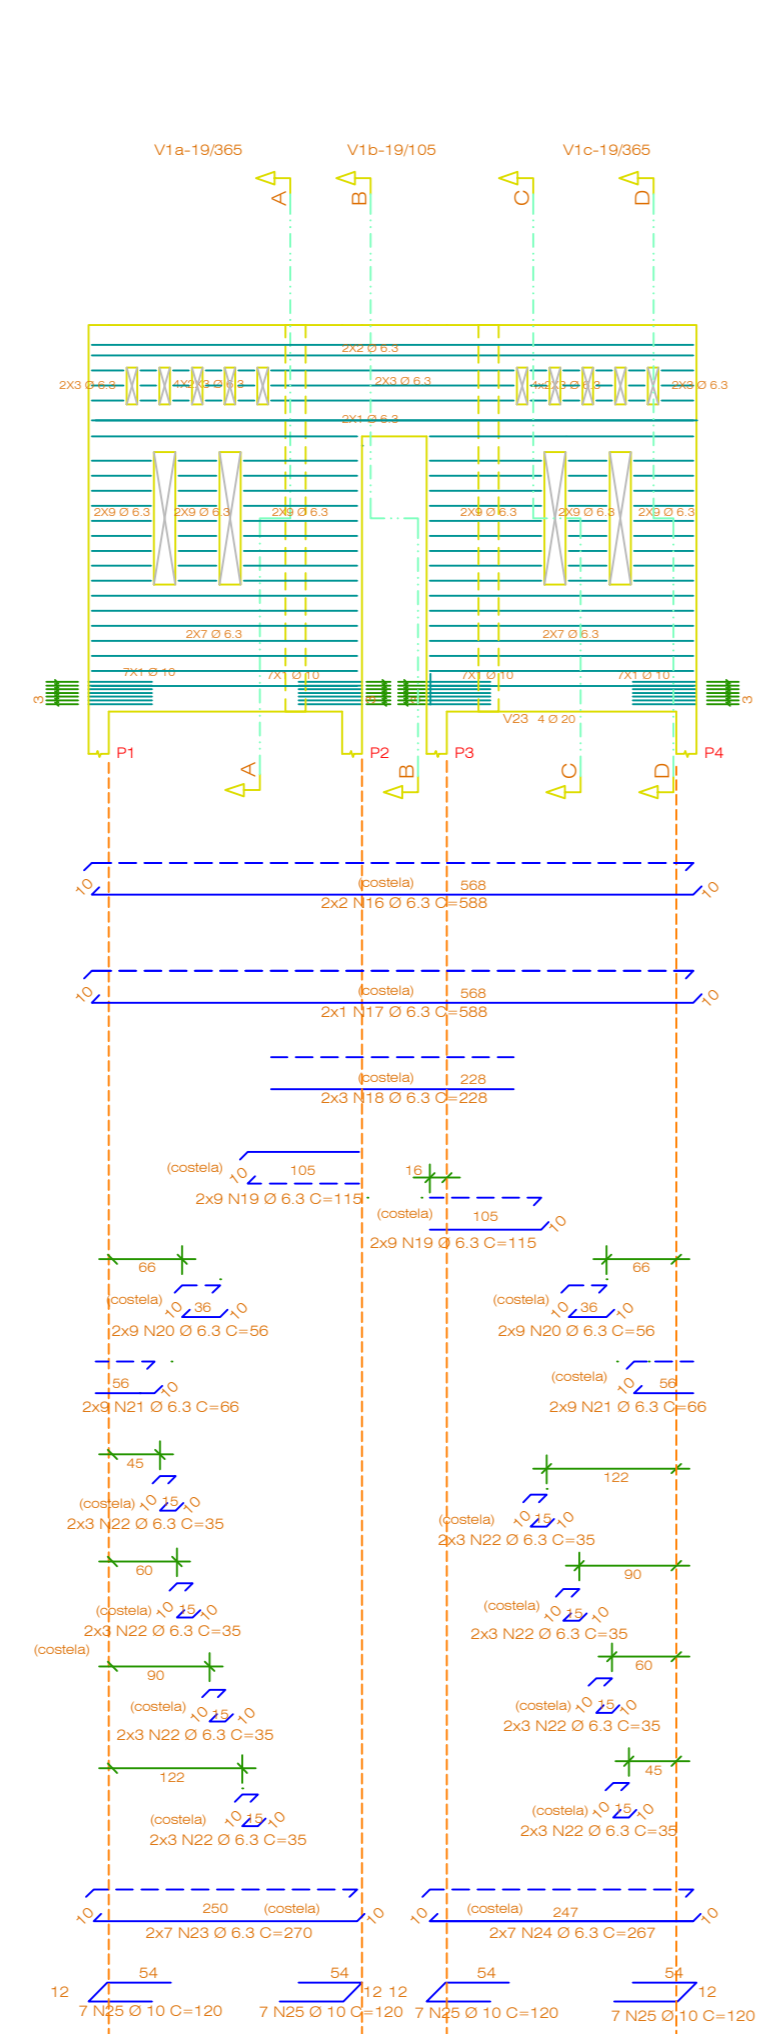 V1a-19/365 V1b-19/105 V1c-19/365
A B C D
2X2 Ø 6.3
2X3 Ø 6.3 4X2X3 Ø 6.3 2X3 Ø 6.3 4x2X3 Ø 6.3 2X3 Ø 6.3
2X1 Ø 6.3
2X9 Ø 6.3 2X9 Ø 6.3 2X9 Ø 6.3 2X9 Ø 6.3 2X9 Ø 6.3 2X9 Ø 6.3
2X7 Ø 6.3 2X7 Ø 6.3
7X1 Ø 10 7X1 Ø 10 7X1 Ø 10 7X1 Ø 10
3 3
V23 4 Ø 20
P1 P2 P3 P4
A B C D
(costela) 568
10 10
2x2 N16 Ø 6.3 C=588
(costela) 568
10 10
2x1 N17 Ø 6.3 C=588
(costela) 228
2x3 N18 Ø 6.3 C=228
(costela) 10 105 16
2x9 N19 Ø 6.3 C=115
(costela) 105 10
2x9 N19 Ø 6.3 C=115
66 66
(costela) 10 36 10 (costela) 10 36 10
2x9 N20 Ø 6.3 C=56 2x9 N20 Ø 6.3 C=56
56 10 (costela) 10 56
2x9 N21 Ø 6.3 C=66 2x9 N21 Ø 6.3 C=66
45 122
(costela) 10 15 10 (costela) 10 15 10
2x3 N22 Ø 6.3 C=35 2x3 N22 Ø 6.3 C=35
60 90
(costela) 10 15 10 (costela) 10 15 10
2x3 N22 Ø 6.3 C=35 2x3 N22 Ø 6.3 C=35
(costela)
90 60
(costela) 10 15 10 (costela) 10 15 10
2x3 N22 Ø 6.3 C=35 2x3 N22 Ø 6.3 C=35
122 45
(costela) 10 15 10 (costela) 10 15 10
2x3 N22 Ø 6.3 C=35 2x3 N22 Ø 6.3 C=35
250 (costela) (costela) 247
10 10 10 10
2x7 N23 Ø 6.3 C=270 2x7 N24 Ø 6.3 C=267
54 54 54 54
12 12 12 12
7 N25 Ø 10 C=120 7 N25 Ø 10 C=120 7 N25 Ø 10 C=120 7 N25 Ø 10 C=120